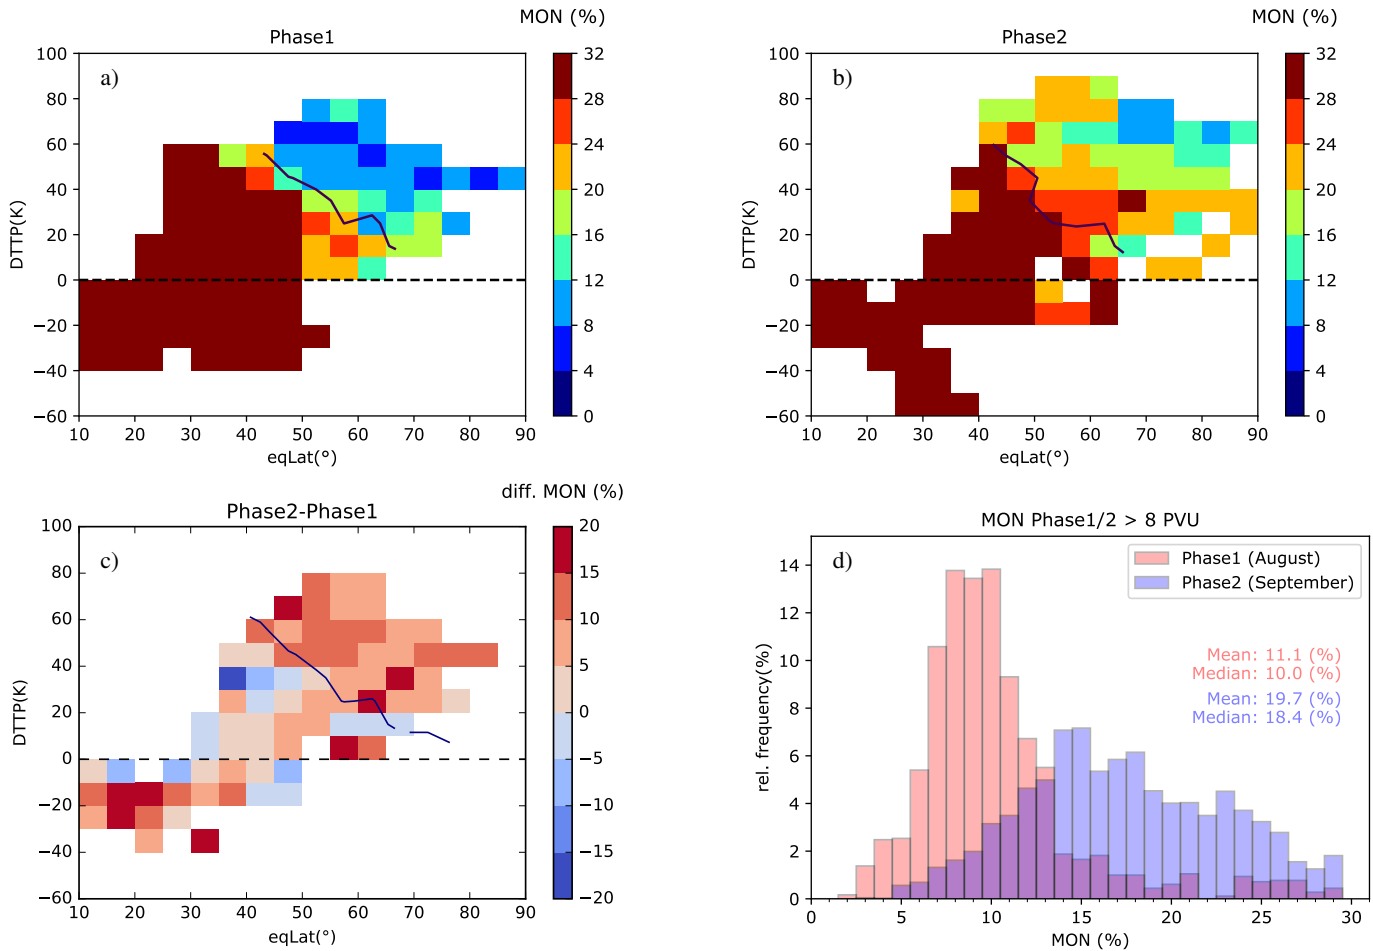 MON (%)
Phase1
a)
100
80
60
40
20
0
−20
−40
−60
DTTP(K)
10 20 30 40 50 60 70 80 90
eqLat(°)
32
28
24
20
16
12
8
4
0
MON (%)
Phase2
b)
100
80
60
40
20
0
−20
−40
−60
DTTP(K)
10 20 30 40 50 60 70 80 90
eqLat(°)
32
28
24
20
16
12
8
4
0
diff. MON (%)
Phase2-Phase1
c)
100
80
60
40
20
0
−20
−40
−60
DTTP(K)
10 20 30 40 50 60 70 80 90
eqLat(°)
20
15
10
5
0
−5
−10
−15
−20
MON Phase1/2 > 8 PVU
d)
Phase1 (August)
Phase2 (September)
Mean: 11.1 (%)
Median: 10.0 (%)
Mean: 19.7 (%)
Median: 18.4 (%)
14
12
10
8
6
4
2
0
rel. frequency(%)
0 5 10 15 20 25 30
MON (%)